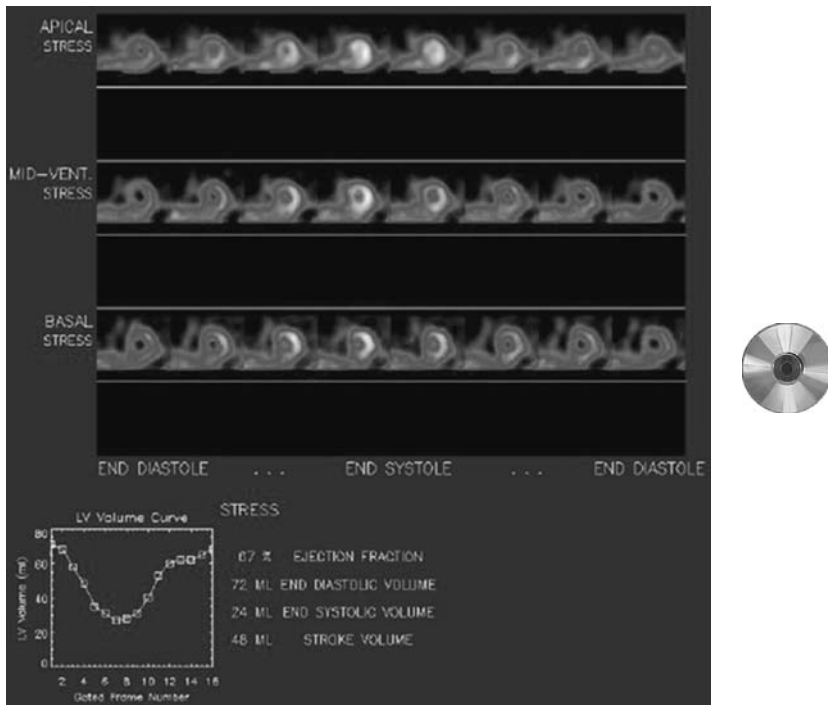 APICAL
STRESS
MID-VENT.
STRESS
BASAL
STRESS
END DIASTOLE ... END SYSTOLE ... END DIASTOLE
STRESS
LV Volume Curve
LV Volume (ml)
80
60
40
20
0
2 4 6 8 10 12 14 16
Gated Frame Number
67 % EJECTION FRACTION
72 ML END DIASTOLIC VOLUME
24 ML END SYSTOLIC VOLUME
48 ML STROKE VOLUME